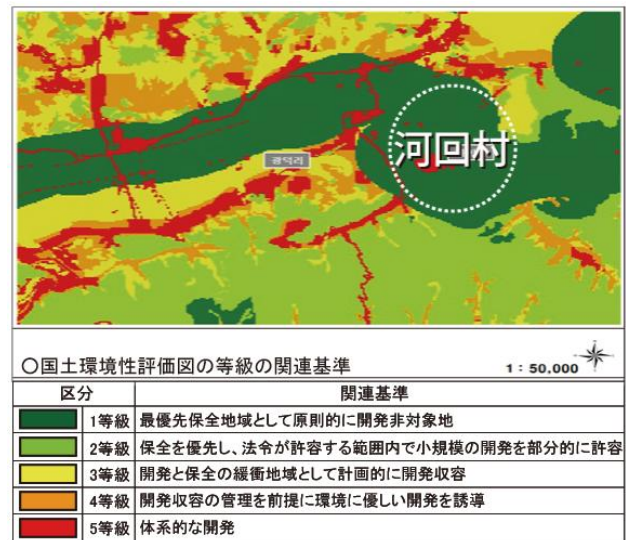 河回村
광덕리
○国土環境性評価図の等級の関連基準
1：50,000
区分 関連基準
1等級 最優先保全地域として原則的に開発非対象地
2等級 保全を優先し、法令が許容する範囲内で小規模の開発を部分的に許容
3等級 開発と保全の緩衝地域として計画的に開発収容
4等級 開発収容の管理を前提に環境に優しい開発を誘導
5等級 体系的な開発